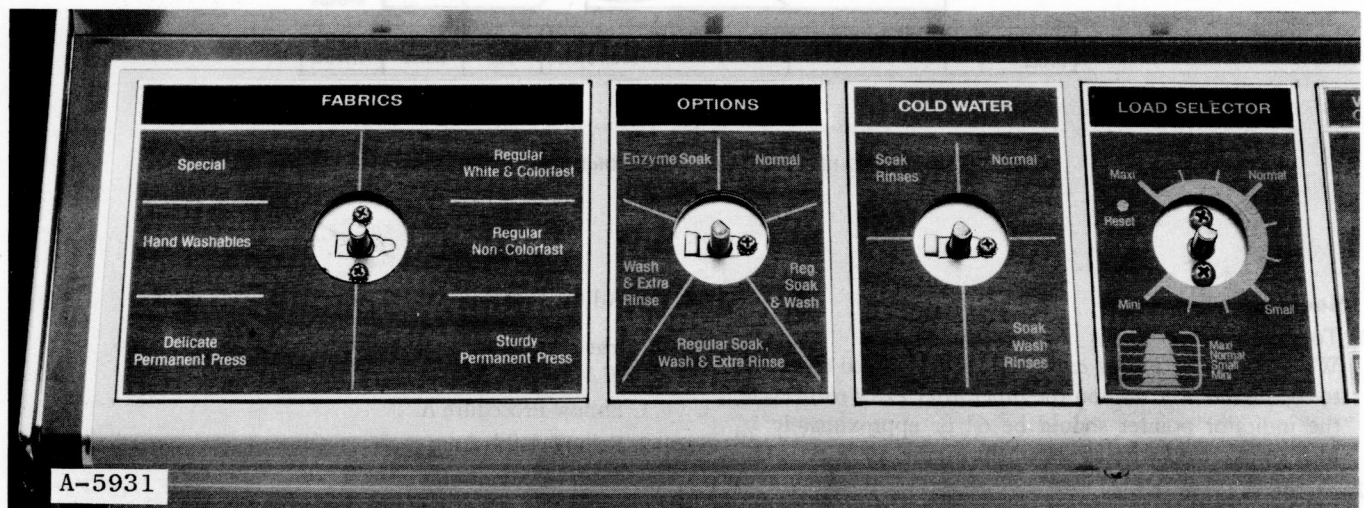 FABRICS
Special
Hand Washables
Delicate
Permanent Press
Regular
White & Colorfast
Regular
Non-Colorfast
Sturdy
Permanent Press
OPTIONS
Enzyme Soak
Normal
Wash
& Extra
Rinse
Reg
Soak
& Wash
Regular Soak,
Wash & Extra Rinse
COLD WATER
Soak
Rinses
Normal
Soak
Wash
Rinses
LOAD SELECTOR
Maxi
Normal
Reset
Mini
Small
Maxi
Normal
Small
Mini
A-5931